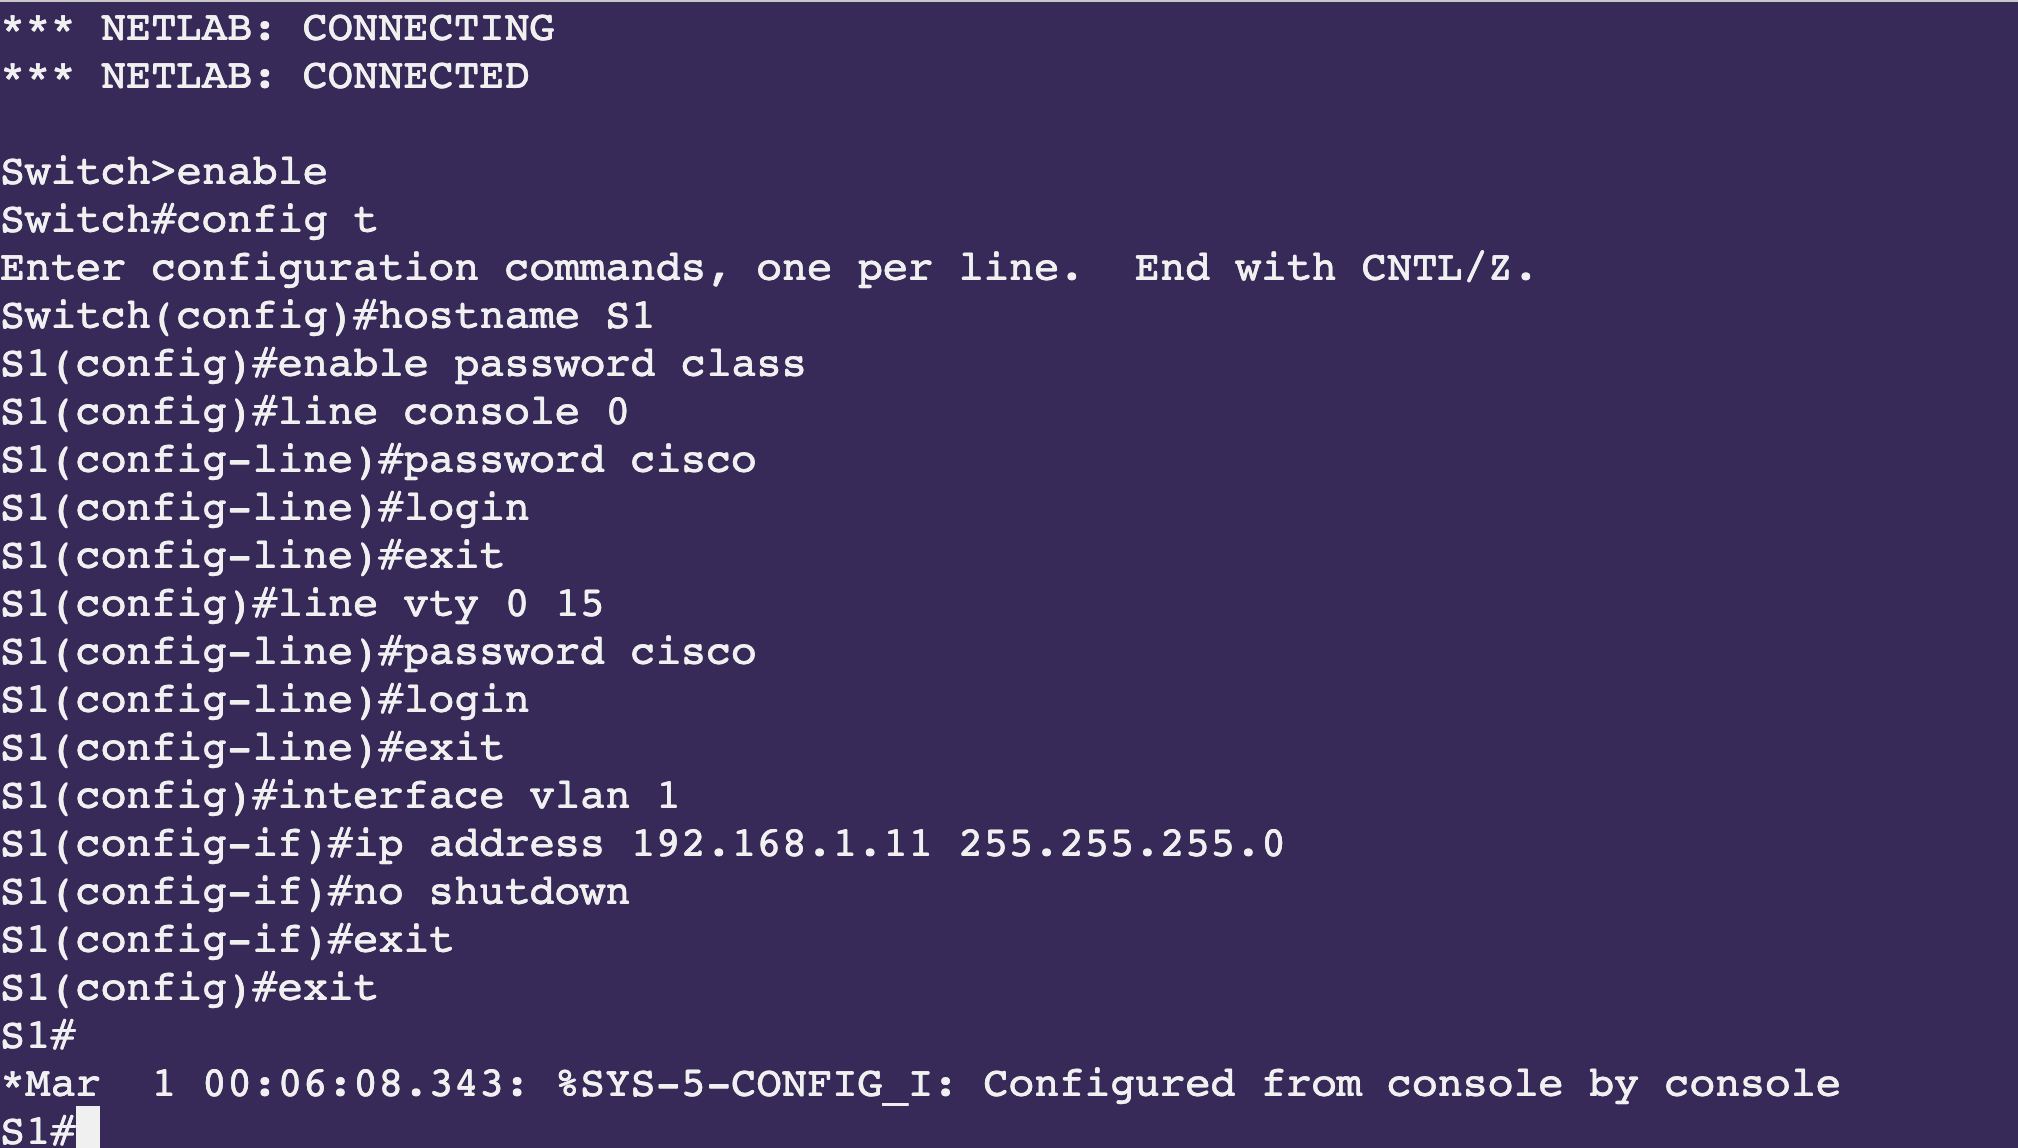 *** NETLAB: CONNECTING
*** NETLAB: CONNECTED
Switch>enable
Switch#config t
Enter configuration commands, one per line.  End with CNTL/Z.
Switch(config)#hostname S1
S1(config)#enable password class
S1(config)#line console 0
S1(config-line)#password cisco
S1(config-line)#login
S1(config-line)#exit
S1(config)#line vty 0 15
S1(config-line)#password cisco
S1(config-line)#login
S1(config-line)#exit
S1(config)#interface vlan 1
S1(config-if)#ip address 192.168.1.11 255.255.255.0
S1(config-if)#no shutdown
S1(config-if)#exit
S1(config)#exit
S1#
*Mar  1 00:06:08.343: %SYS-5-CONFIG_I: Configured from console by console
S1#